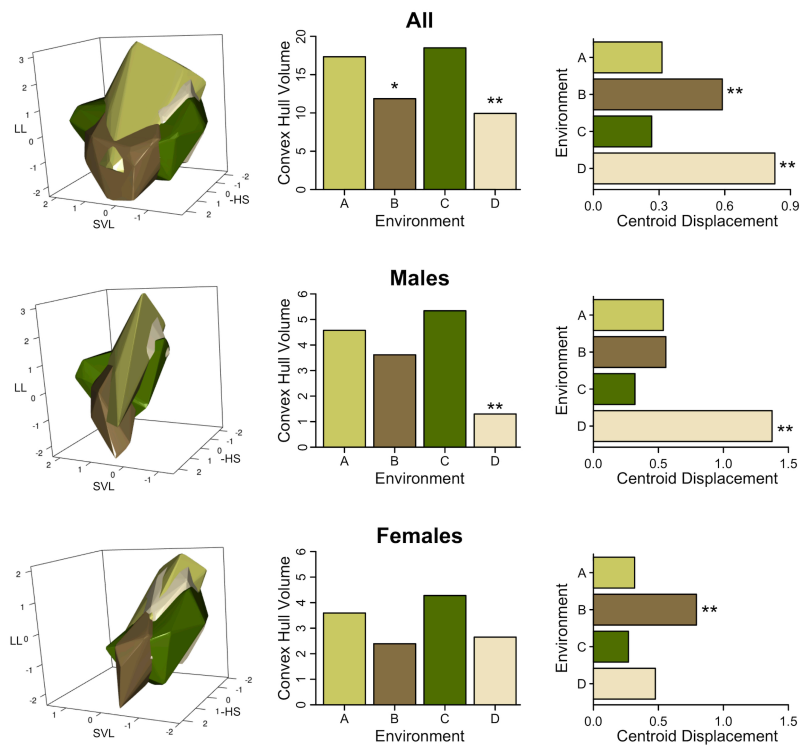 All
3
2
1
LL
0
-1
-2
2
1
0
-1
SVL
-2
-1
0
-HS
1
2
Convex Hull Volume
20
15
10
5
0
*
**
A B C D
Environment
Environment
A
B
C
D
**
**
0.0 0.3 0.6 0.9
Centroid Displacement
Males
3
2
1
LL
0
-1
-2
2
1
0
-1
SVL
-2
-1
0
-HS
1
2
Convex Hull Volume
6
5
4
3
2
1
0
**
A B C D
Environment
Environment
A
B
C
D
**
0.0 0.5 1.0 1.5
Centroid Displacement
Females
2
1
LL
0
-1
-2
1
0
-1
-2
SVL
-2
-1
0
1
-HS
2
Convex Hull Volume
6
5
4
3
2
1
0
A B C D
Environment
Environment
A
B
C
D
**
0.0 0.5 1.0 1.5
Centroid Displacement